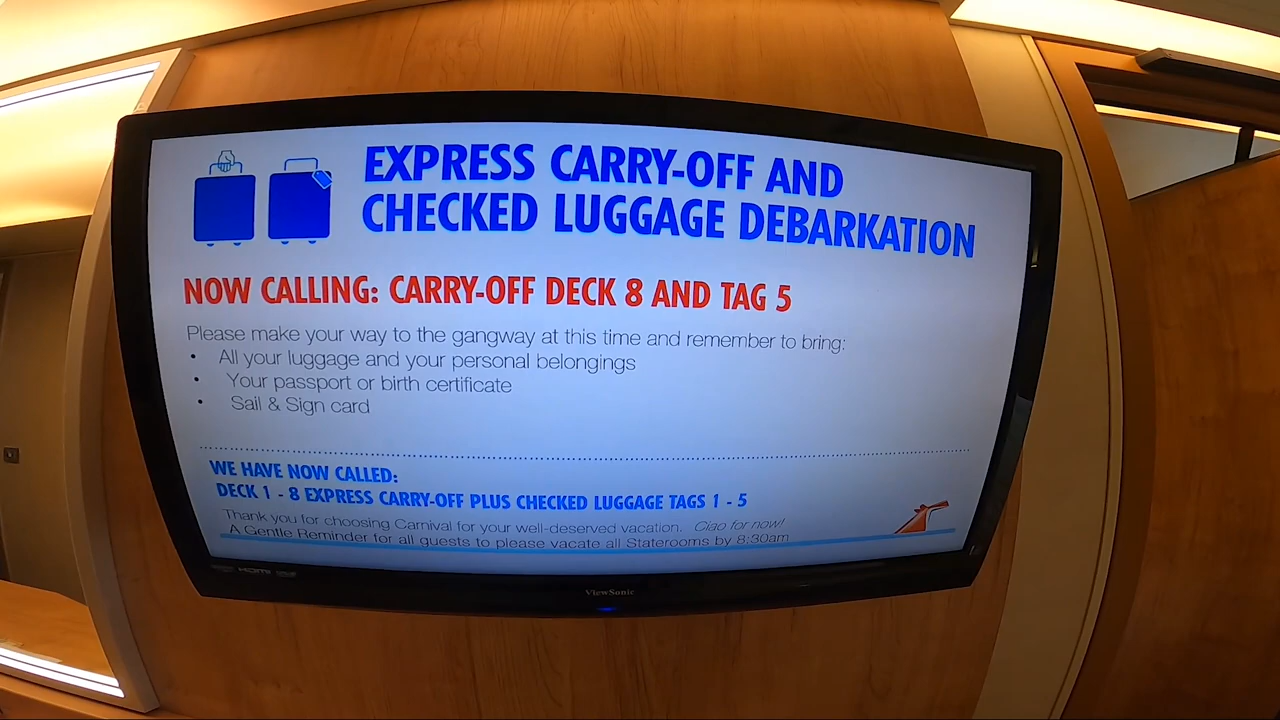 EXPRESS CARRY-OFF AND
CHECKED LUGGAGE DEBARKATION
NOW CALLING: CARRY-OFF DECK 8 AND TAG 5
Please make your way to the gangway at this time and remember to bring:
• All your luggage and your personal belongings
• Your passport or birth certificate
• Sail & Sign card
WE HAVE NOW CALLED:
DECK 1 - 8 EXPRESS CARRY-OFF PLUS CHECKED LUGGAGE TAGS 1 - 5
Thank you for choosing Carnival for your well-deserved vacation. Ciao for now!
A Gentle Reminder for all guests to please vacate all Staterooms by 8:30am
HDMI
ViewSonic